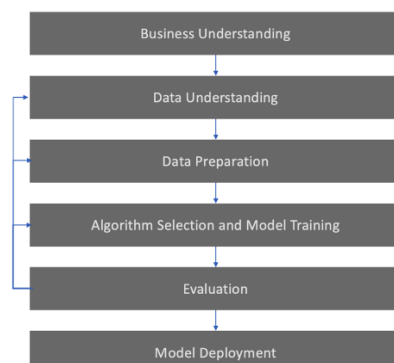 Business Understanding
Data Understanding
Data Preparation
Algorithm Selection and Model Training
Evaluation
Model Deployment